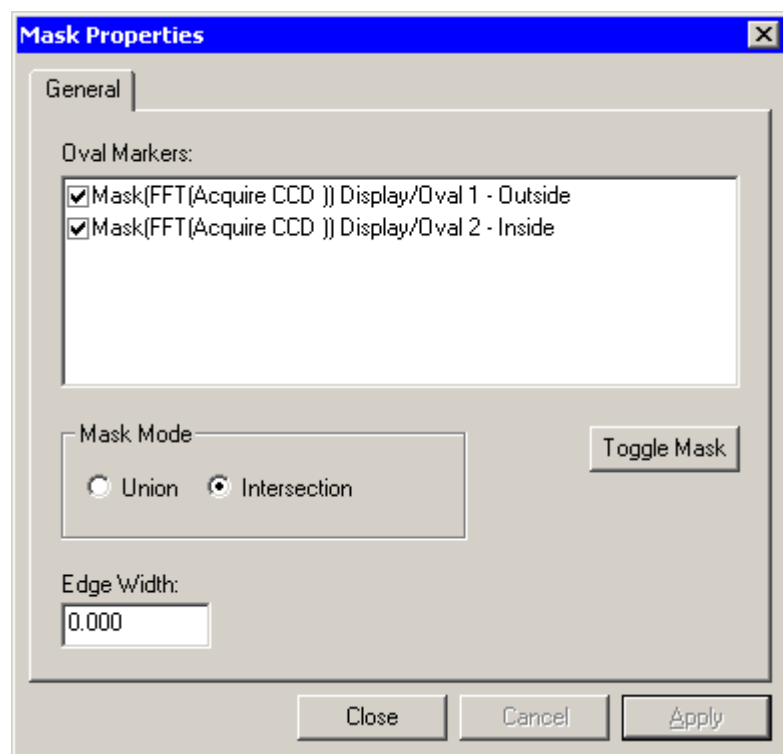 Mask Properties
General
Oval Markers:
Mask(FFT(Acquire CCD )) Display/Oval 1 - Outside
Mask(FFT(Acquire CCD )) Display/Oval 2 - Inside
Mask Mode
Union Intersection
Toggle Mask
Edge Width:
0.000
Close Cancel Apply